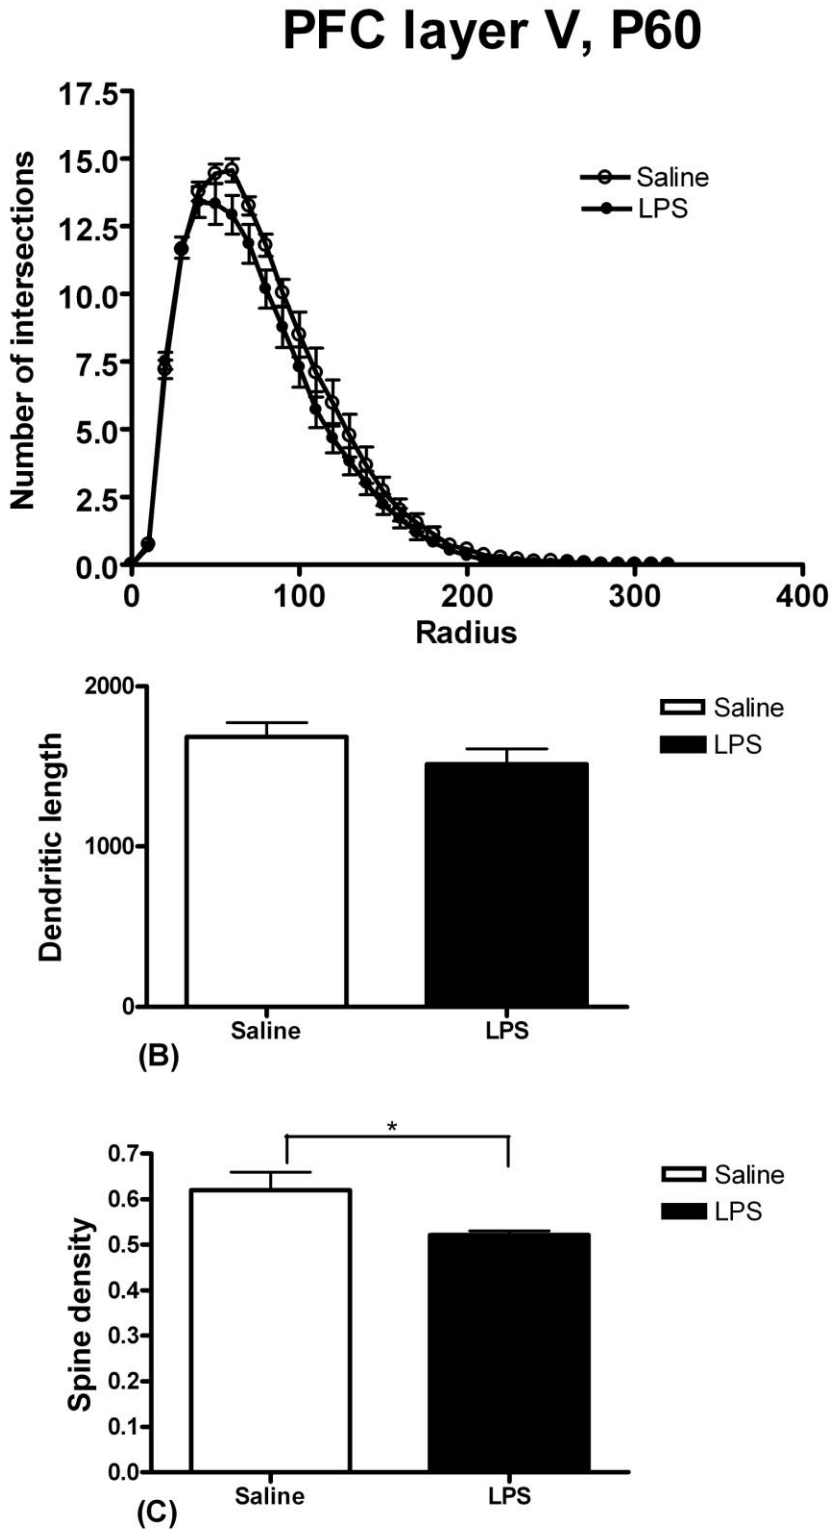 PFC layer V, P60
17.5
15.0
12.5
10.0
7.5
5.0
2.5
0.0
Number of intersections
Saline
LPS
0 100 200 300 400
Radius
2000
1000
0
Dendritic length
Saline
LPS
Saline LPS
(B)
*
0.7
0.6
0.5
0.4
0.3
0.2
0.1
0.0
Spine density
Saline
LPS
Saline LPS
(C)